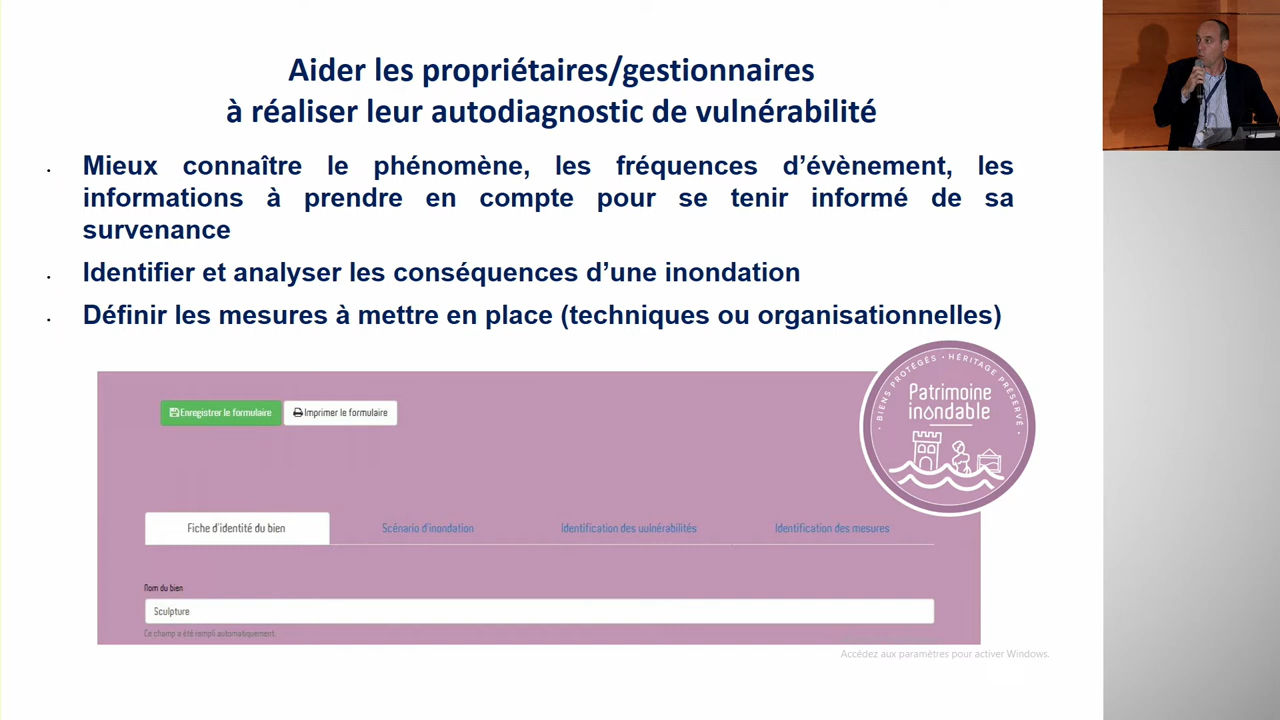 Aider les propriétaires/gestionnaires
à réaliser leur autodiagnostic de vulnérabilité
Mieux connaître le phénomène, les fréquences d’évènement, les
informations à prendre en compte pour se tenir informé de sa
survenance
Identifier et analyser les conséquences d’une inondation
Définir les mesures à mettre en place (techniques ou organisationnelles)
· BIENS PROTÉGÉS · HÉRITAGE PRÉSERVÉ ·
Patrimoine
inondable
Enregistrer le formulaire
Imprimer le formulaire
Fiche d'identité du bien
Scénario d'inondation
Identification des vulnérabilités
Identification des mesures
Nom du bien
Sculpture
Ce champ a été rempli automatiquement.
Accédez aux paramètres pour activer Windows.